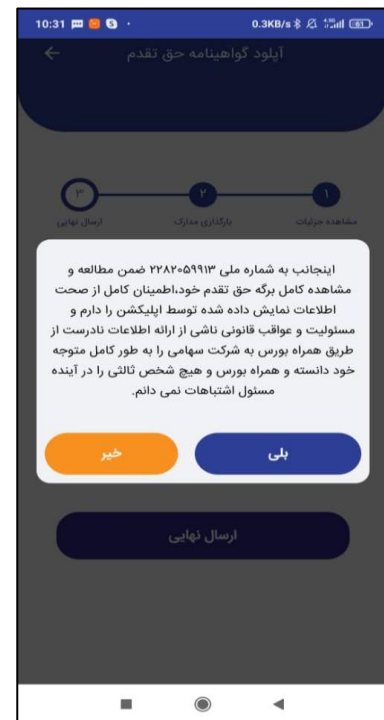 10:31 0.3KB/s 61
آپلود گواهینامه حق تقدم
۱ ۲ ۳
مشاهده جزئیات بارگذاری مدارک ارسال نهایی
اینجانب به شماره ملی ۲۲۸۲۰۵۹۹۱۳ ضمن مطالعه و
مشاهده کامل برگه حق تقدم خود،اطمینان کامل از صحت
اطلاعات نمایش داده شده توسط اپلیکشن را دارم و
مسئولیت و عواقب قانونی ناشی از ارائه اطلاعات نادرست از
طریق همراه بورس به شرکت سهامی را به طور کامل متوجه
خود دانسته و همراه بورس و هیچ شخص ثالثی را در آینده
مسئول اشتباهات نمی دانم.
بلی خیر
ارسال نهایی